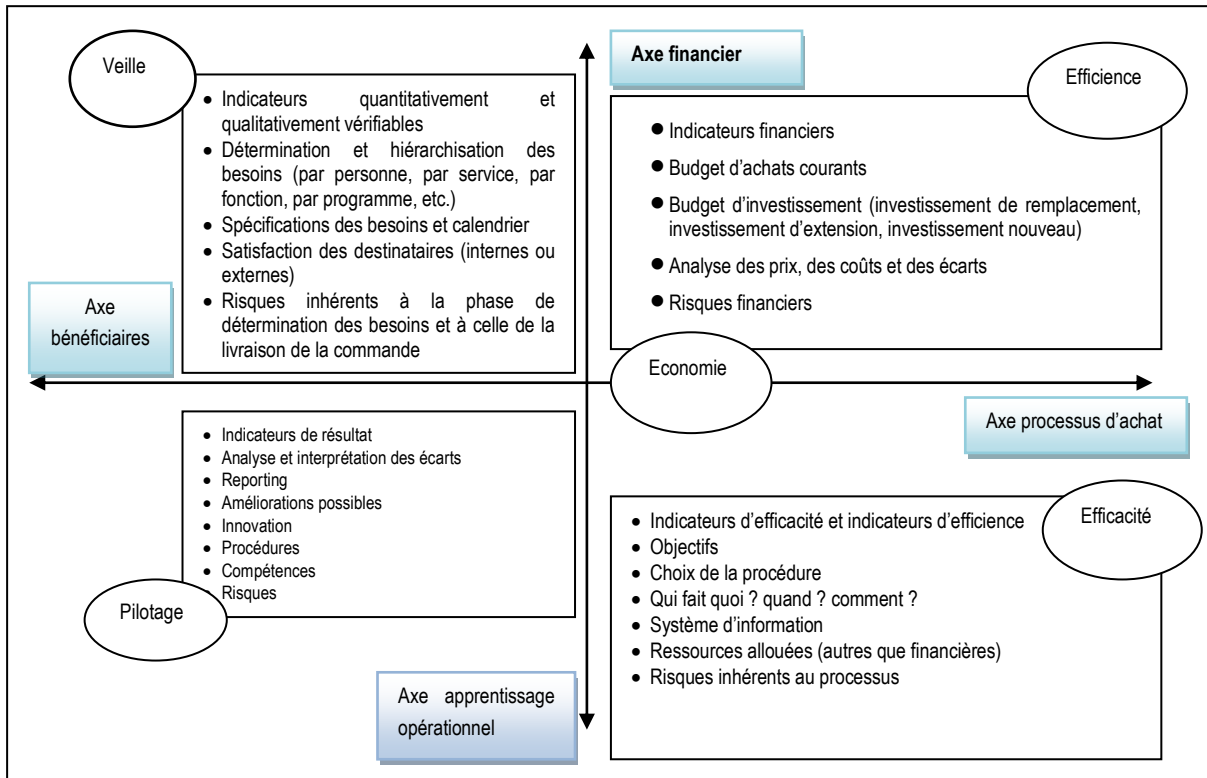 Veille
• Indicateurs quantitativement et
qualitativement vérifiables
• Détermination et hiérarchisation des
besoins (par personne, par service, par
fonction, par programme, etc.)
• Spécifications des besoins et calendrier
• Satisfaction des destinataires (internes ou
externes)
• Risques inhérents à la phase de
détermination des besoins et à celle de la
livraison de la commande
Axe financier
Efficience
• Indicateurs financiers
• Budget d’achats courants
• Budget d’investissement (investissement de remplacement,
investissement d’extension, investissement nouveau)
• Analyse des prix, des coûts et des écarts
• Risques financiers
Axe
bénéficiaires
Economie
Axe processus d’achat
• Indicateurs de résultat
• Analyse et interprétation des écarts
• Reporting
• Améliorations possibles
• Innovation
• Procédures
• Compétences
• Risques
Pilotage
Axe apprentissage
opérationnel
• Indicateurs d’efficacité et indicateurs d’efficience
• Objectifs
• Choix de la procédure
• Qui fait quoi ? quand ? comment ?
• Système d’information
• Ressources allouées (autres que financières)
• Risques inhérents au processus
Efficacité